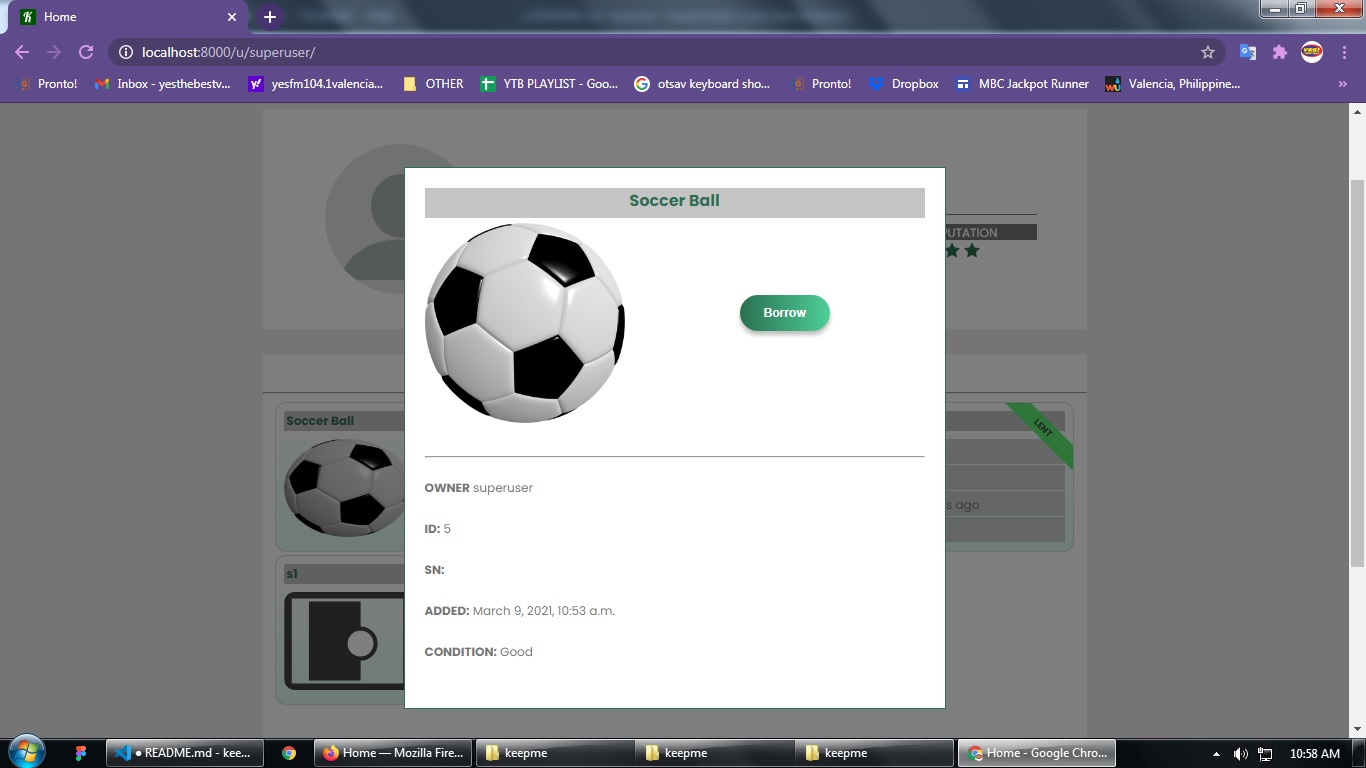 Home
localhost:8000/u/superuser/
Pronto!
Inbox - yesthebestv...
yesfm104.1valencia...
OTHER
YTB PLAYLIST - Goo...
otsav keyboard sho...
Pronto!
Dropbox
MBC Jackpot Runner
Valencia, Philippine...
Soccer Ball
Borrow
OWNER superuser
ID: 5
SN:
ADDED: March 9, 2021, 10:53 a.m.
CONDITION: Good
PUTATION
Soccer Ball
LENT
s ago
s1
README.md - kee...
Home — Mozilla Fire...
keepme
keepme
keepme
Home - Google Chro...
10:58 AM